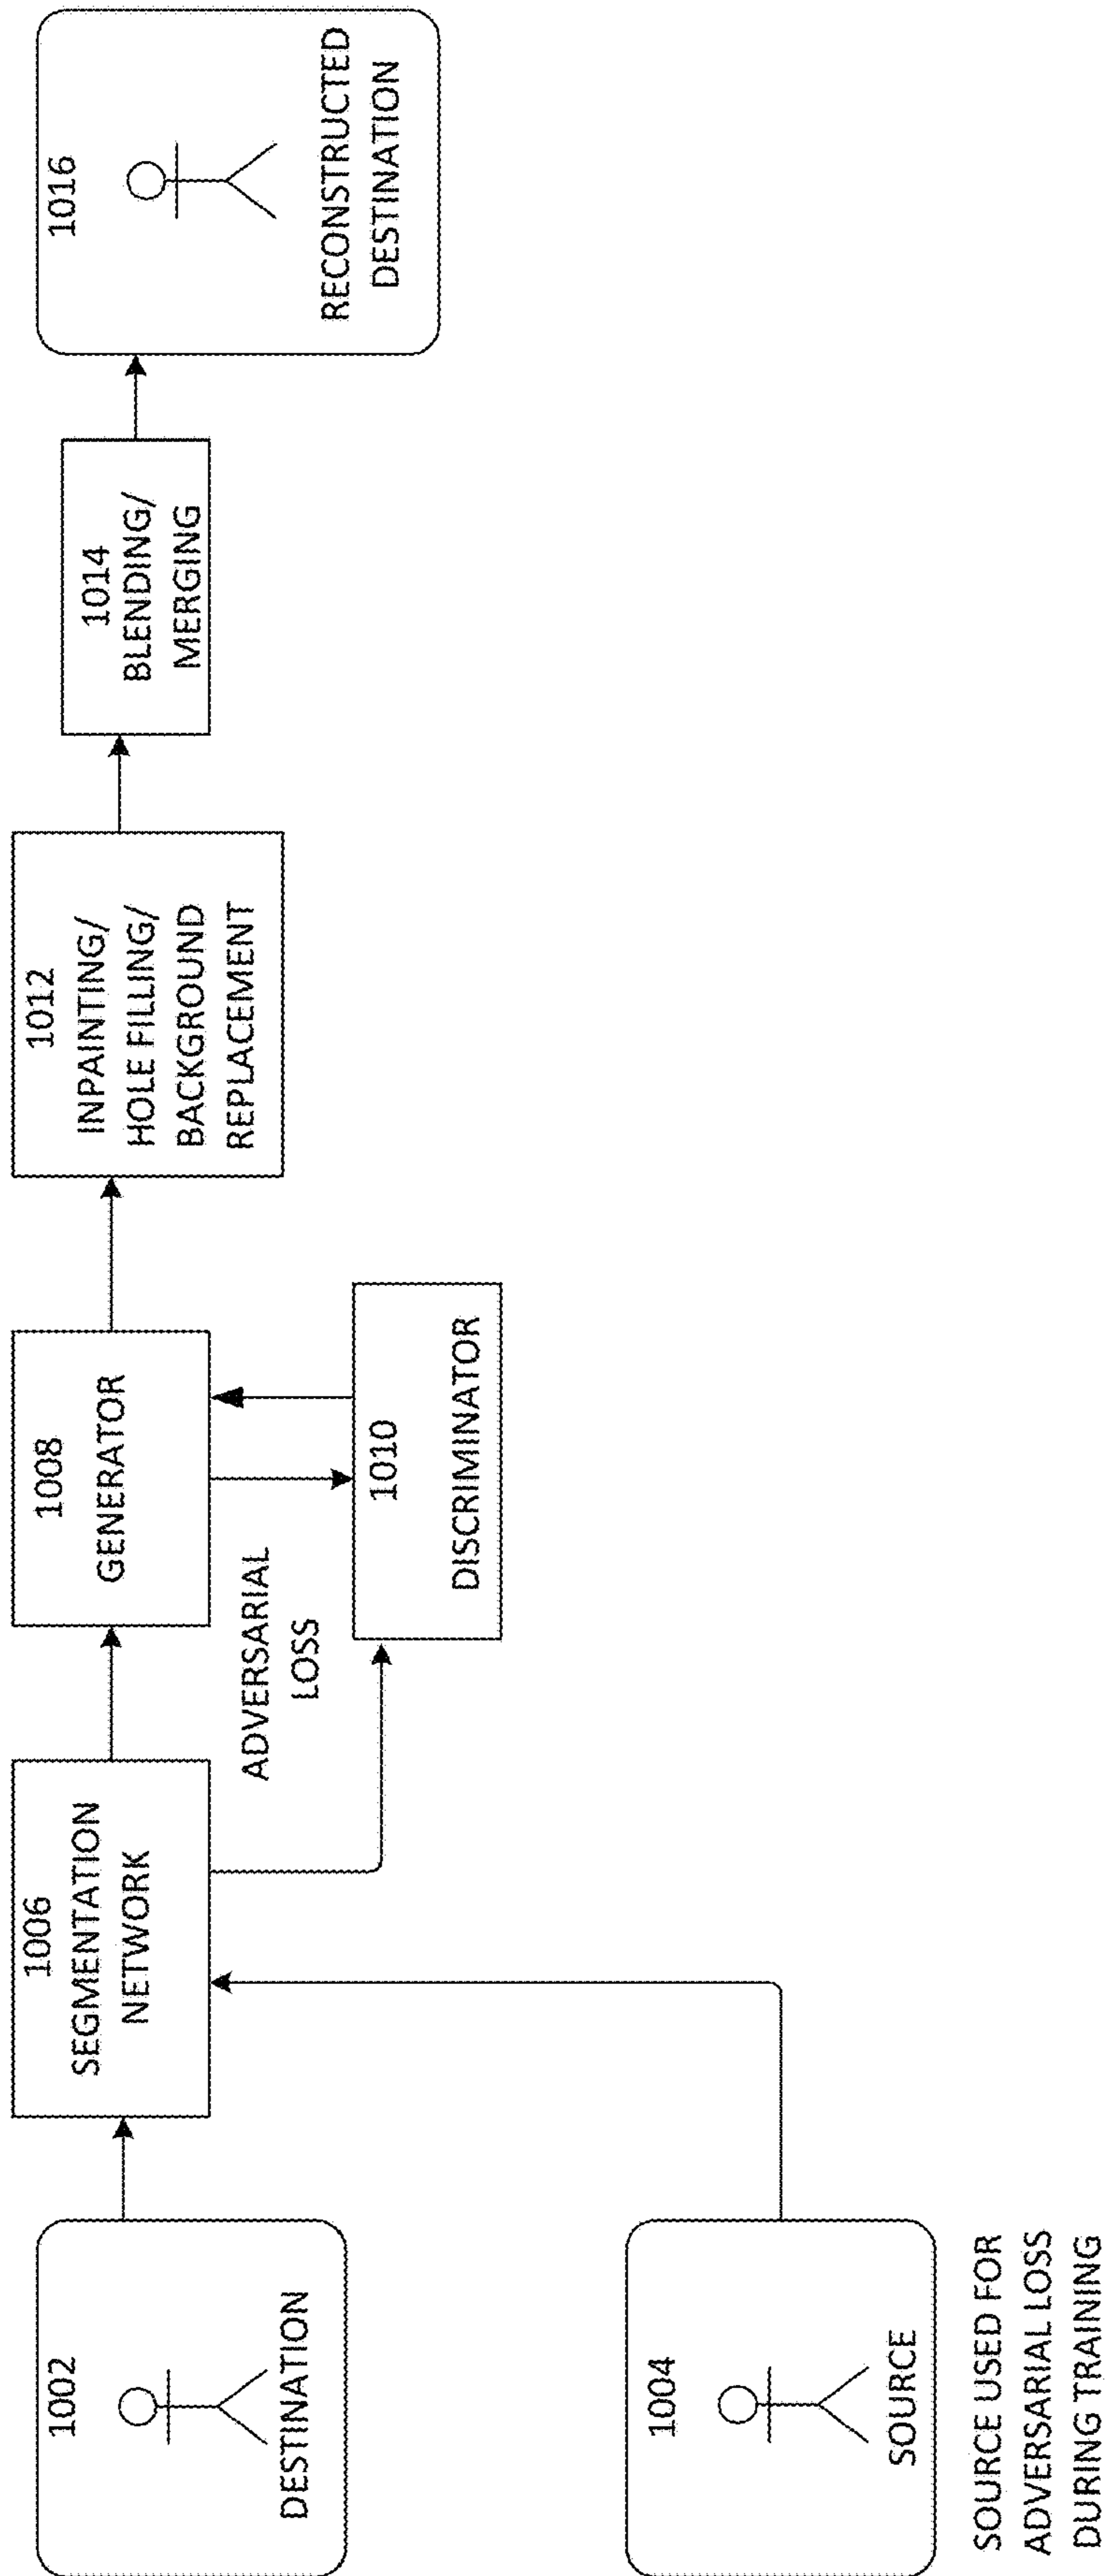 1002
DESTINATION
1004
SOURCE
SOURCE USED FOR
ADVERSARIAL LOSS
DURING TRAINING
1006
SEGMENTATION
NETWORK
ADVERSARIAL
LOSS
1008
GENERATOR
1010
DISCRIMINATOR
1012
INPAINTING/
HOLE FILLING/
BACKGROUND
REPLACEMENT
1014
BLENDING/
MERGING
1016
RECONSTRUCTED
DESTINATION